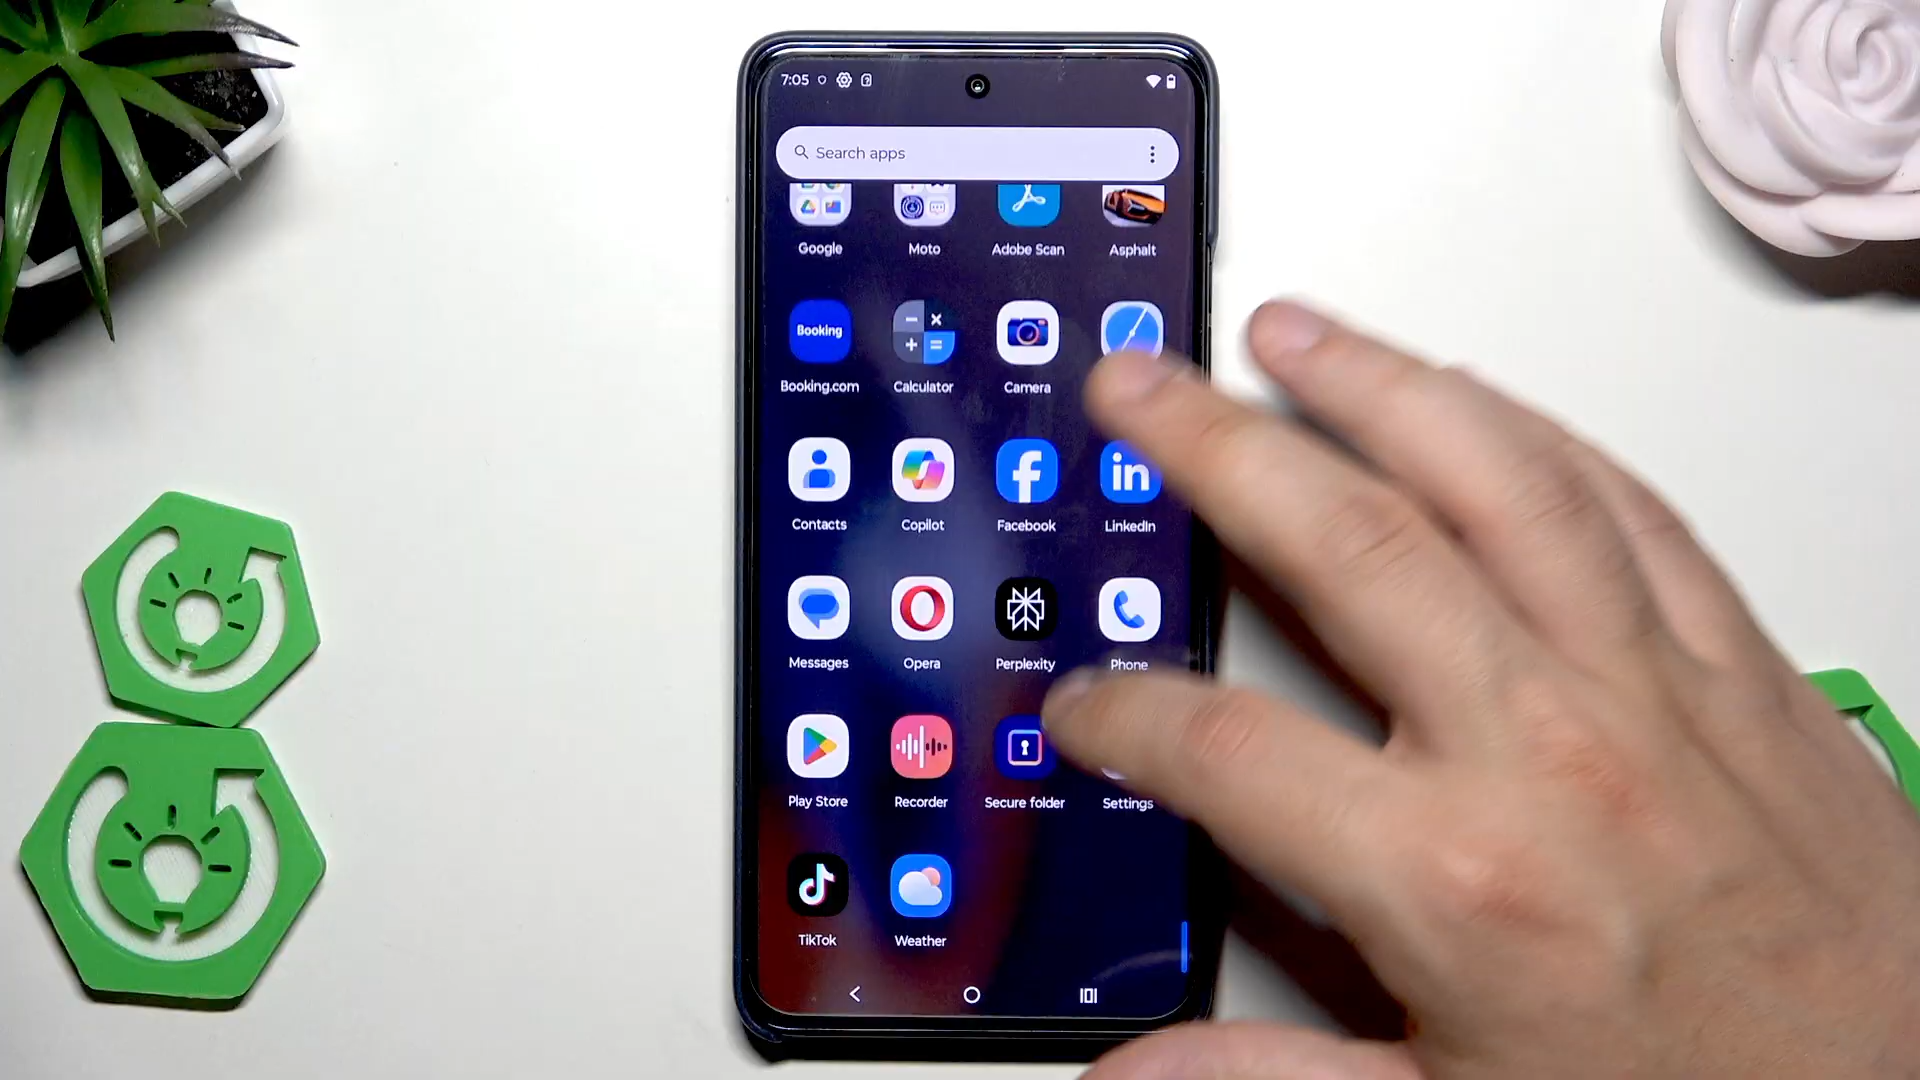 7:05
Search apps
Google Moto Adobe Scan Asphalt
Booking
Booking.com Calculator Camera
in
Contacts Copilot Facebook LinkedIn
Messages Opera Perplexity Phone
Play Store Recorder Secure folder Settings
TikTok Weather